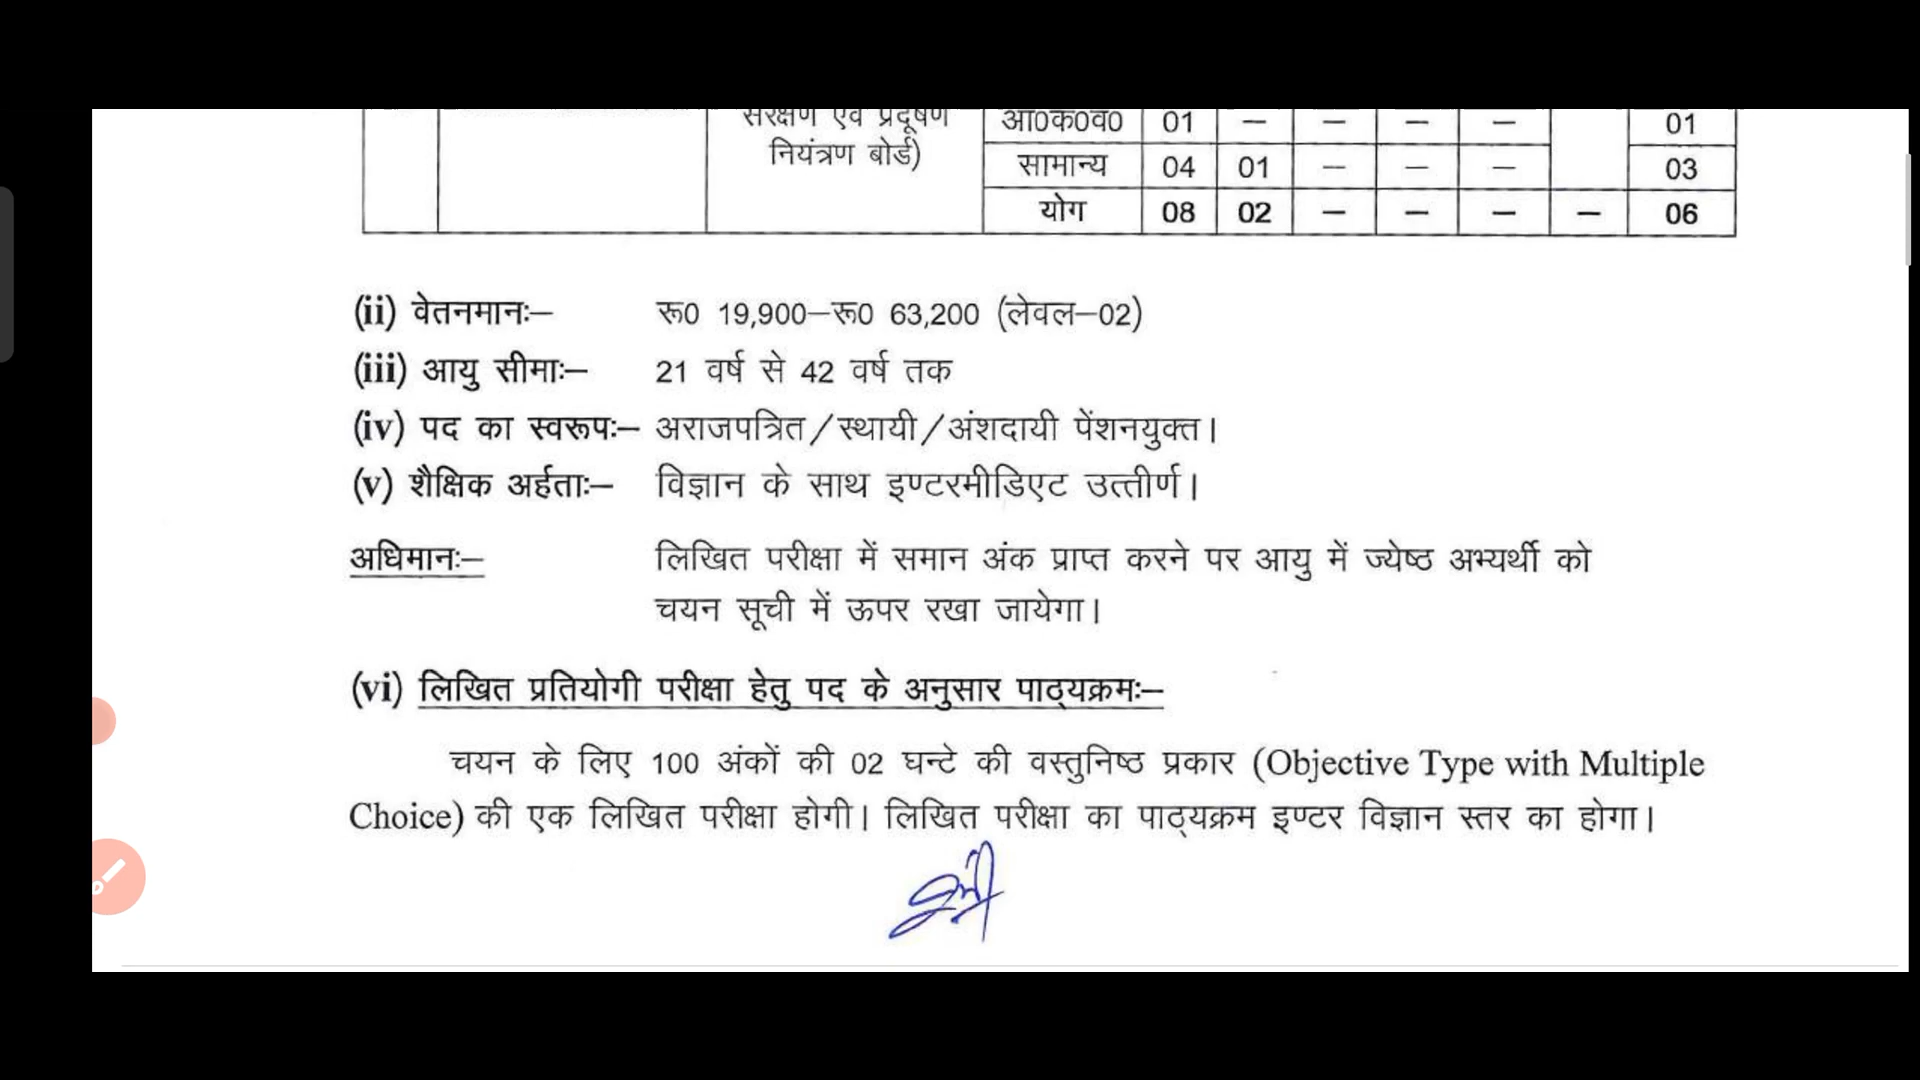 संरक्षण एवं प्रदूषण आ0क0व0 01 – – – – 01
नियंत्रण बोर्ड)
सामान्य 04 01 – – – 03
योग 08 02 – – – – 06
(ii) वेतनमानः– रू0 19,900–रू0 63,200 (लेवल–02)
(iii) आयु सीमाः– 21 वर्ष से 42 वर्ष तक
(iv) पद का स्वरूपः– अराजपत्रित/स्थायी/अंशदायी पेंशनयुक्त।
(v) शैक्षिक अर्हताः– विज्ञान के साथ इण्टरमीडिएट उत्तीर्ण।
अधिमानः– लिखित परीक्षा में समान अंक प्राप्त करने पर आयु में ज्येष्ठ अभ्यर्थी को
चयन सूची में ऊपर रखा जायेगा।
(vi) लिखित प्रतियोगी परीक्षा हेतु पद के अनुसार पाठ्यक्रमः–
चयन के लिए 100 अंकों की 02 घन्टे की वस्तुनिष्ठ प्रकार (Objective Type with Multiple
Choice) की एक लिखित परीक्षा होगी। लिखित परीक्षा का पाठ्यक्रम इण्टर विज्ञान स्तर का होगा।